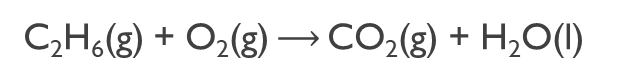 C₂H₆(g) + O₂(g) ⟶ CO₂(g) + H₂O(l)